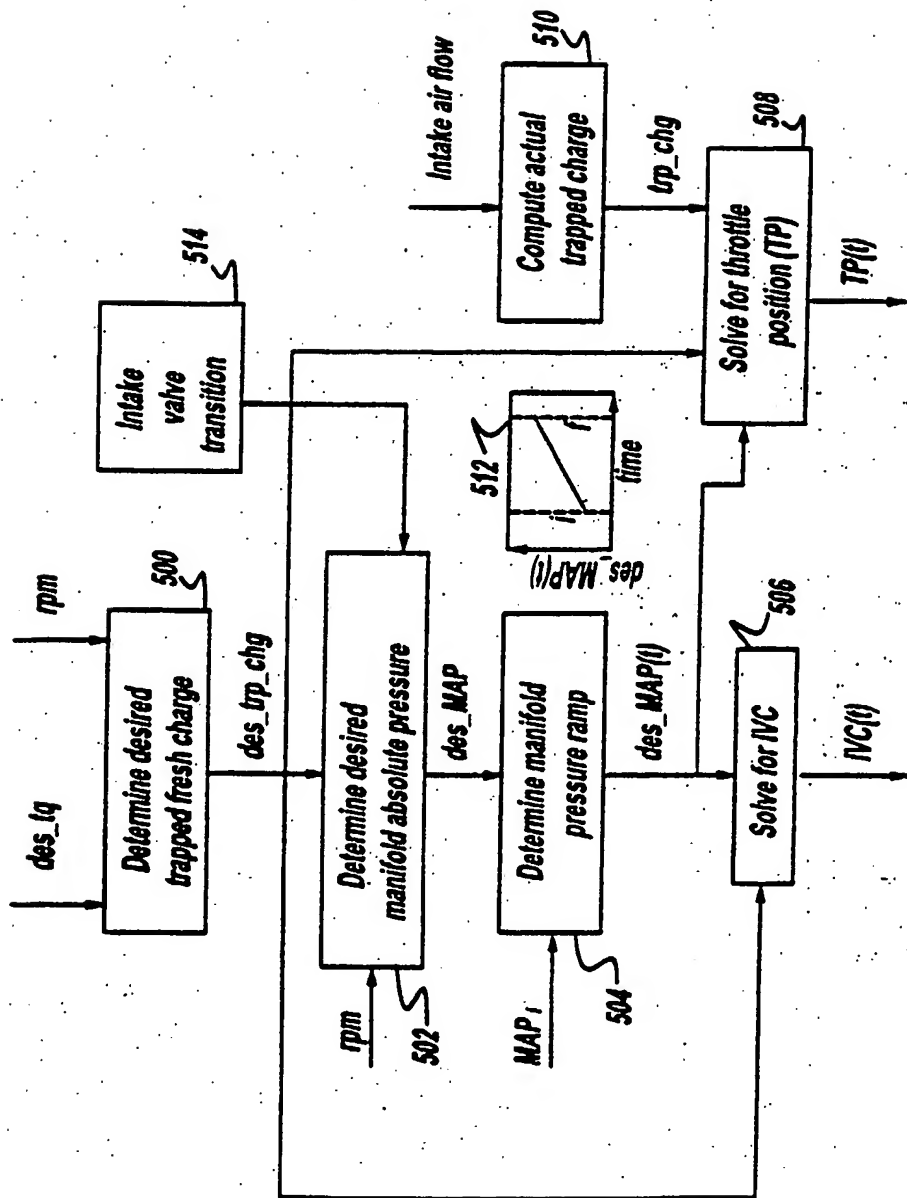 des_tq
rpm
Determine desired
trapped fresh charge
500
des_trp_chg
Intake
valve
transition
514
rpm
Determine desired
manifold absolute pressure
502
des_MAP
MAP i
Determine manifold
pressure ramp
504
des_MAP(t)
512
i
f
time
des_MAP(t)
Solve for IVC
506
IVC(t)
Intake air flow
Compute actual
trapped charge
510
trp_chg
Solve for throttle
position (TP)
508
TP(t)